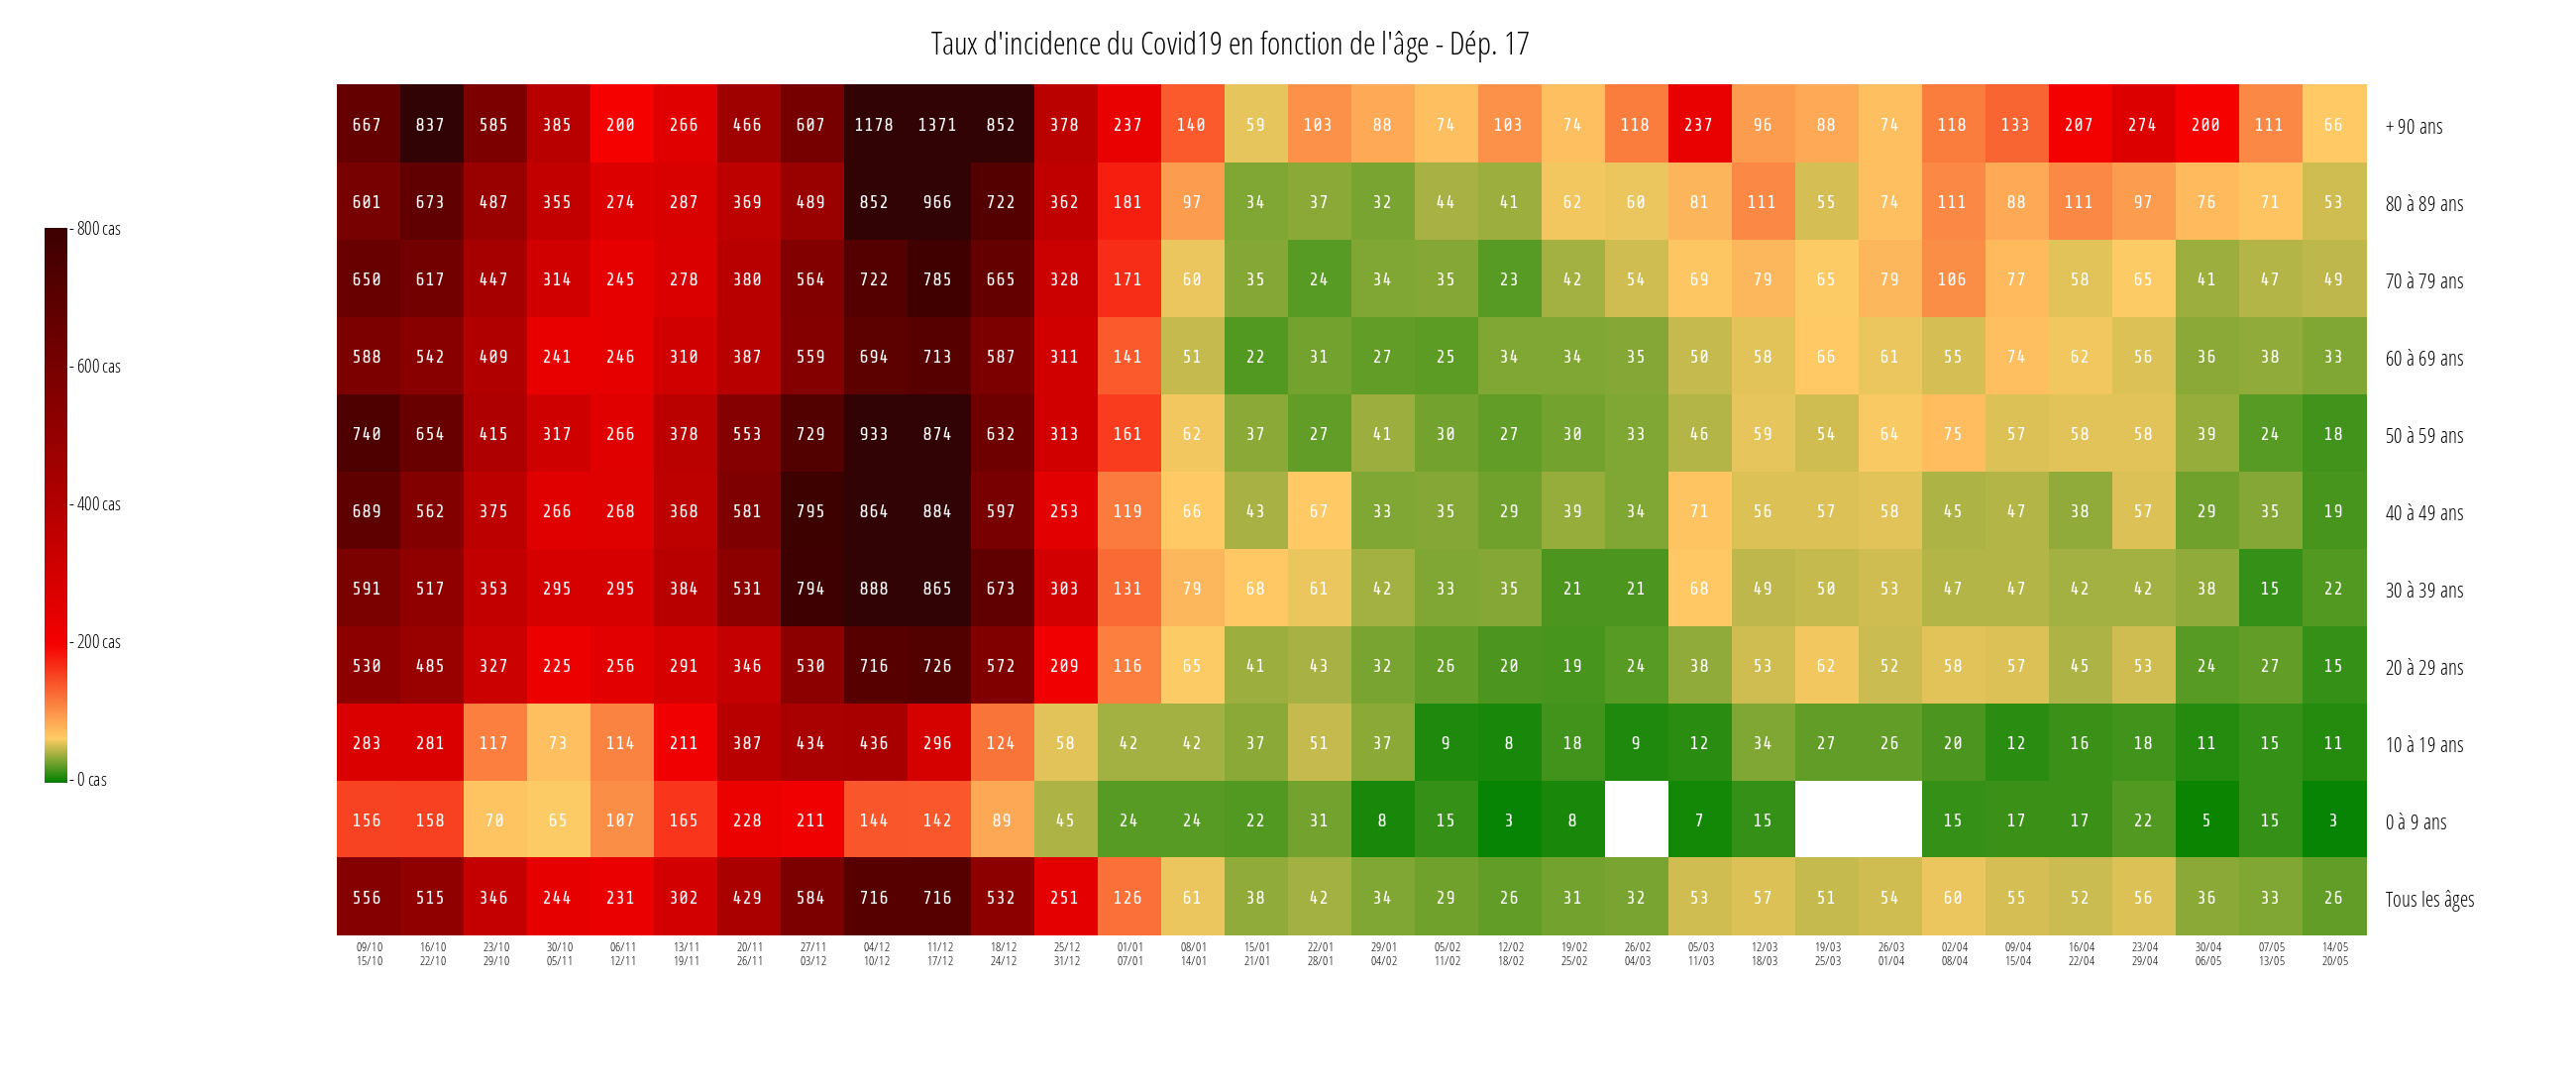 Taux d'incidence du Covid19 en fonction de l'âge - Dép. 17
- 800 cas
- 600 cas
- 400 cas
- 200 cas
- 0 cas
667 837 585 385 200 266 466 607 1178 1371 852 378 237 140 59 103 88 74 103 74 118 237 96 88 74 118 133 207 274 200 111 66 + 90 ans
601 673 487 355 274 287 369 489 852 966 722 362 181 97 34 37 32 44 41 62 60 81 111 55 74 111 88 111 97 76 71 53 80 à 89 ans
650 617 447 314 245 278 380 564 722 785 665 328 171 60 35 24 34 35 23 42 54 69 79 65 79 106 77 58 65 41 47 49 70 à 79 ans
588 542 409 241 246 310 387 559 694 713 587 311 141 51 22 31 27 25 34 34 35 50 58 66 61 55 74 62 56 36 38 33 60 à 69 ans
740 654 415 317 266 378 553 729 933 874 632 313 161 62 37 27 41 30 27 30 33 46 59 54 64 75 57 58 58 39 24 18 50 à 59 ans
689 562 375 266 268 368 581 795 864 884 597 253 119 66 43 67 33 35 29 39 34 71 56 57 58 45 47 38 57 29 35 19 40 à 49 ans
591 517 353 295 295 384 531 794 888 865 673 303 131 79 68 61 42 33 35 21 21 68 49 50 53 47 47 42 42 38 15 22 30 à 39 ans
530 485 327 225 256 291 346 530 716 726 572 209 116 65 41 43 32 26 20 19 24 38 53 62 52 58 57 45 53 24 27 15 20 à 29 ans
283 281 117 73 114 211 387 434 436 296 124 58 42 42 37 51 37 9 8 18 9 12 34 27 26 20 12 16 18 11 15 11 10 à 19 ans
156 158 70 65 107 165 228 211 144 142 89 45 24 24 22 31 8 15 3 8 7 15 15 17 17 22 5 15 3 0 à 9 ans
556 515 346 244 231 302 429 584 716 716 532 251 126 61 38 42 34 29 26 31 32 53 57 51 54 60 55 52 56 36 33 26 Tous les âges
09/10 16/10 23/10 30/10 06/11 13/11 20/11 27/11 04/12 11/12 18/12 25/12 01/01 08/01 15/01 22/01 29/01 05/02 12/02 19/02 26/02 05/03 12/03 19/03 26/03 02/04 09/04 16/04 23/04 30/04 07/05 14/05
15/10 22/10 29/10 05/11 12/11 19/11 26/11 03/12 10/12 17/12 24/12 31/12 07/01 14/01 21/01 28/01 04/02 11/02 18/02 25/02 04/03 11/03 18/03 25/03 01/04 08/04 15/04 22/04 29/04 06/05 13/05 20/05